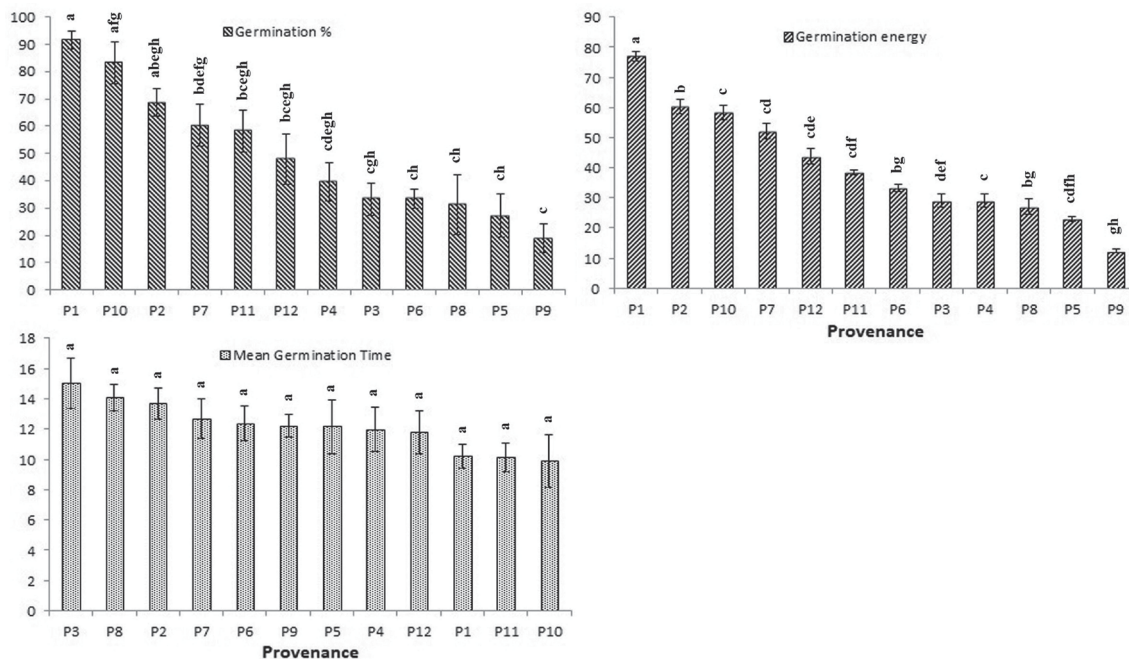 Germination %
100
90
80
70
60
50
40
30
20
10
0
a
afg
abegh
bdefg
bcegh
bcegh
cdegh
cgh
ch
ch
ch
c
P1 P10 P2 P7 P11 P12 P4 P3 P6 P8 P5 P9
Germination energy
90
80
70
60
50
40
30
20
10
0
a
b
c
cd
cde
cdf
bg
def
c
bg
cdfh
gh
P1 P2 P10 P7 P12 P11 P6 P3 P4 P8 P5 P9
Provenance
Mean Germination Time
18
16
14
12
10
8
6
4
2
0
a
a
a
a
a
a
a
a
a
a
a
a
P3 P8 P2 P7 P6 P9 P5 P4 P12 P1 P11 P10
Provenance